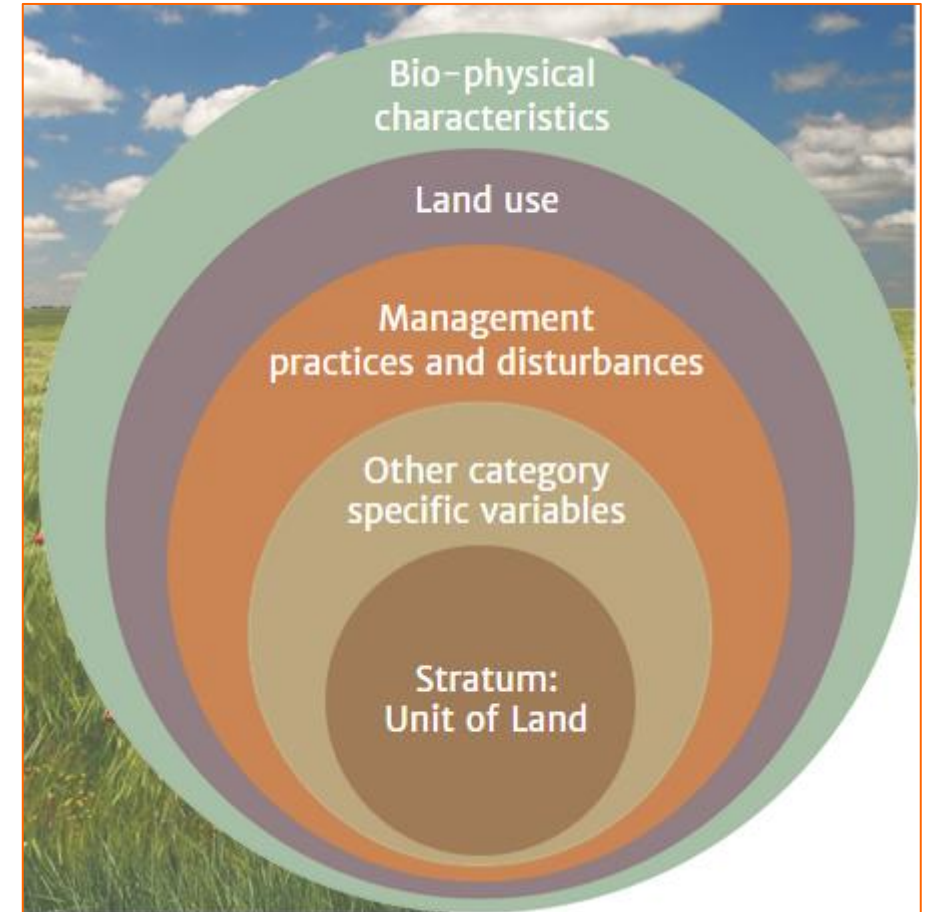 Bio-physical
characteristics
Land use
Management
practices and disturbances
Other category
specific variables
Stratum:
Unit of Land